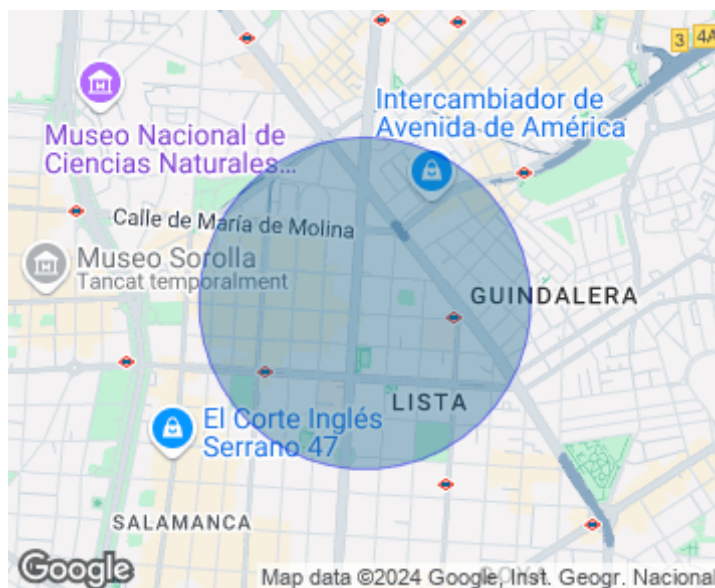 3
4A
Intercambiador de
Avenida de América
Museo Nacional de
Ciencias Naturales...
Calle de María de Molina
Museo Sorolla
Tancat temporalment
GUINDALERA
LISTA
El Corte Inglés
Serrano 47
SALAMANCA
Google
Map data ©2024 Google, Inst. Geogr. Nacional